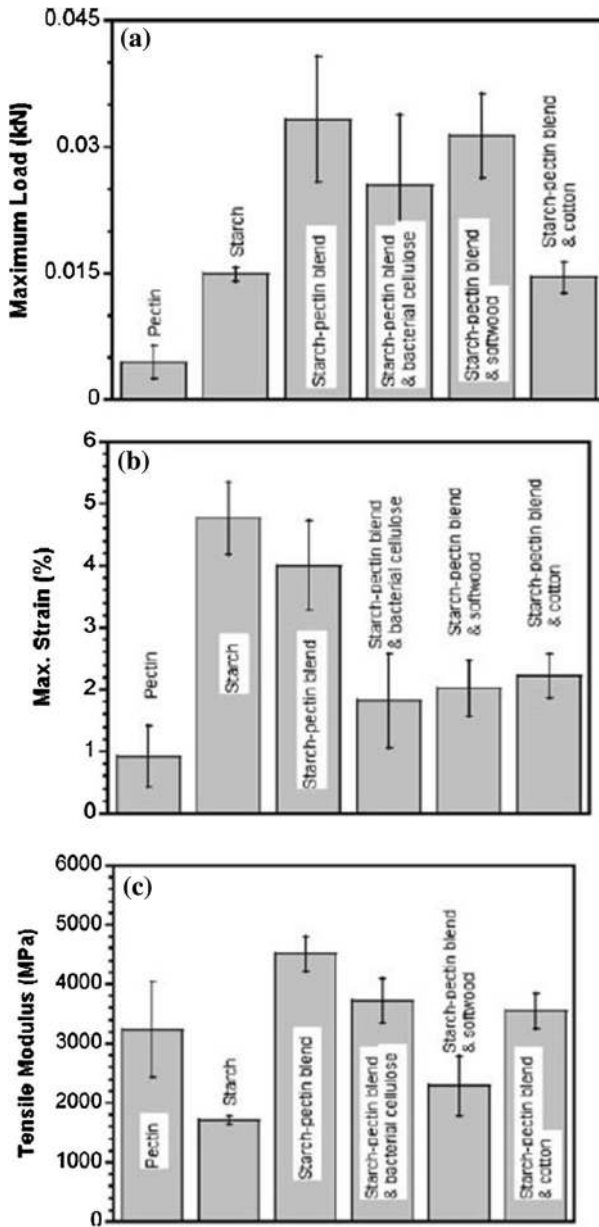 (a)
Maximum Load (kN)
0.045
0.03
0.015
0
Pectin
Starch
Starch-pectin blend
Starch-pectin blend
& bacterial cellulose
Starch-pectin blend
& softwood
Starch-pectin blend
& cotton
(b)
Max. Strain (%)
6
5
4
3
2
1
0
Pectin
Starch
Starch-pectin blend
Starch-pectin blend
& bacterial cellulose
Starch-pectin blend
& softwood
Starch-pectin blend
& cotton
(c)
Tensile Modulus (MPa)
6000
5000
4000
3000
2000
1000
0
Pectin
Starch
Starch-pectin blend
Starch-pectin blend
& bacterial cellulose
Starch-pectin blend
& softwood
Starch-pectin blend
& cotton